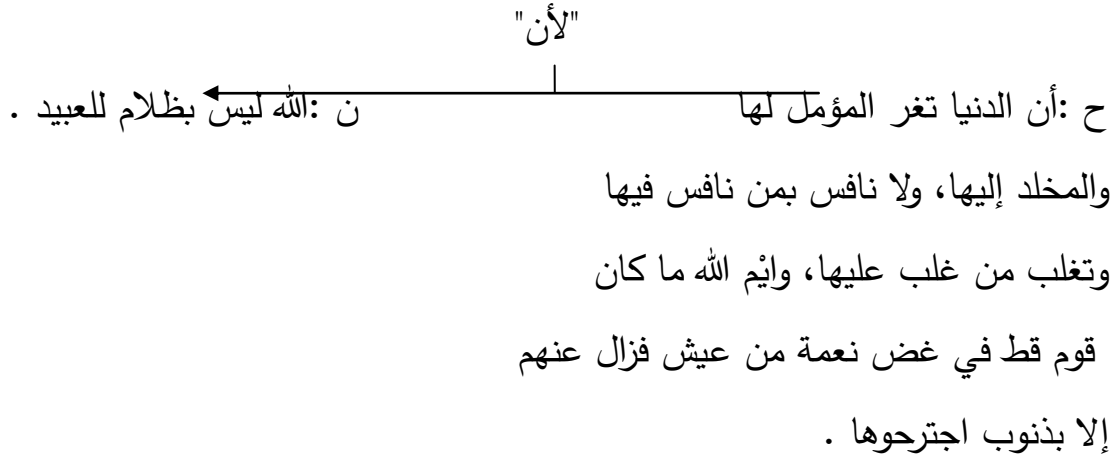 "لأن"
ح :أن الدنيا تغر المؤمل لها ن :الله ليس بظلام للعبيد .
والمخلد إليها، ولا نافس بمن نافس فيها
وتغلب من غلب عليها، وايْم الله ما كان
قوم قط في غض نعمة من عيش فزال عنهم
إلا بذنوب اجترحوها .